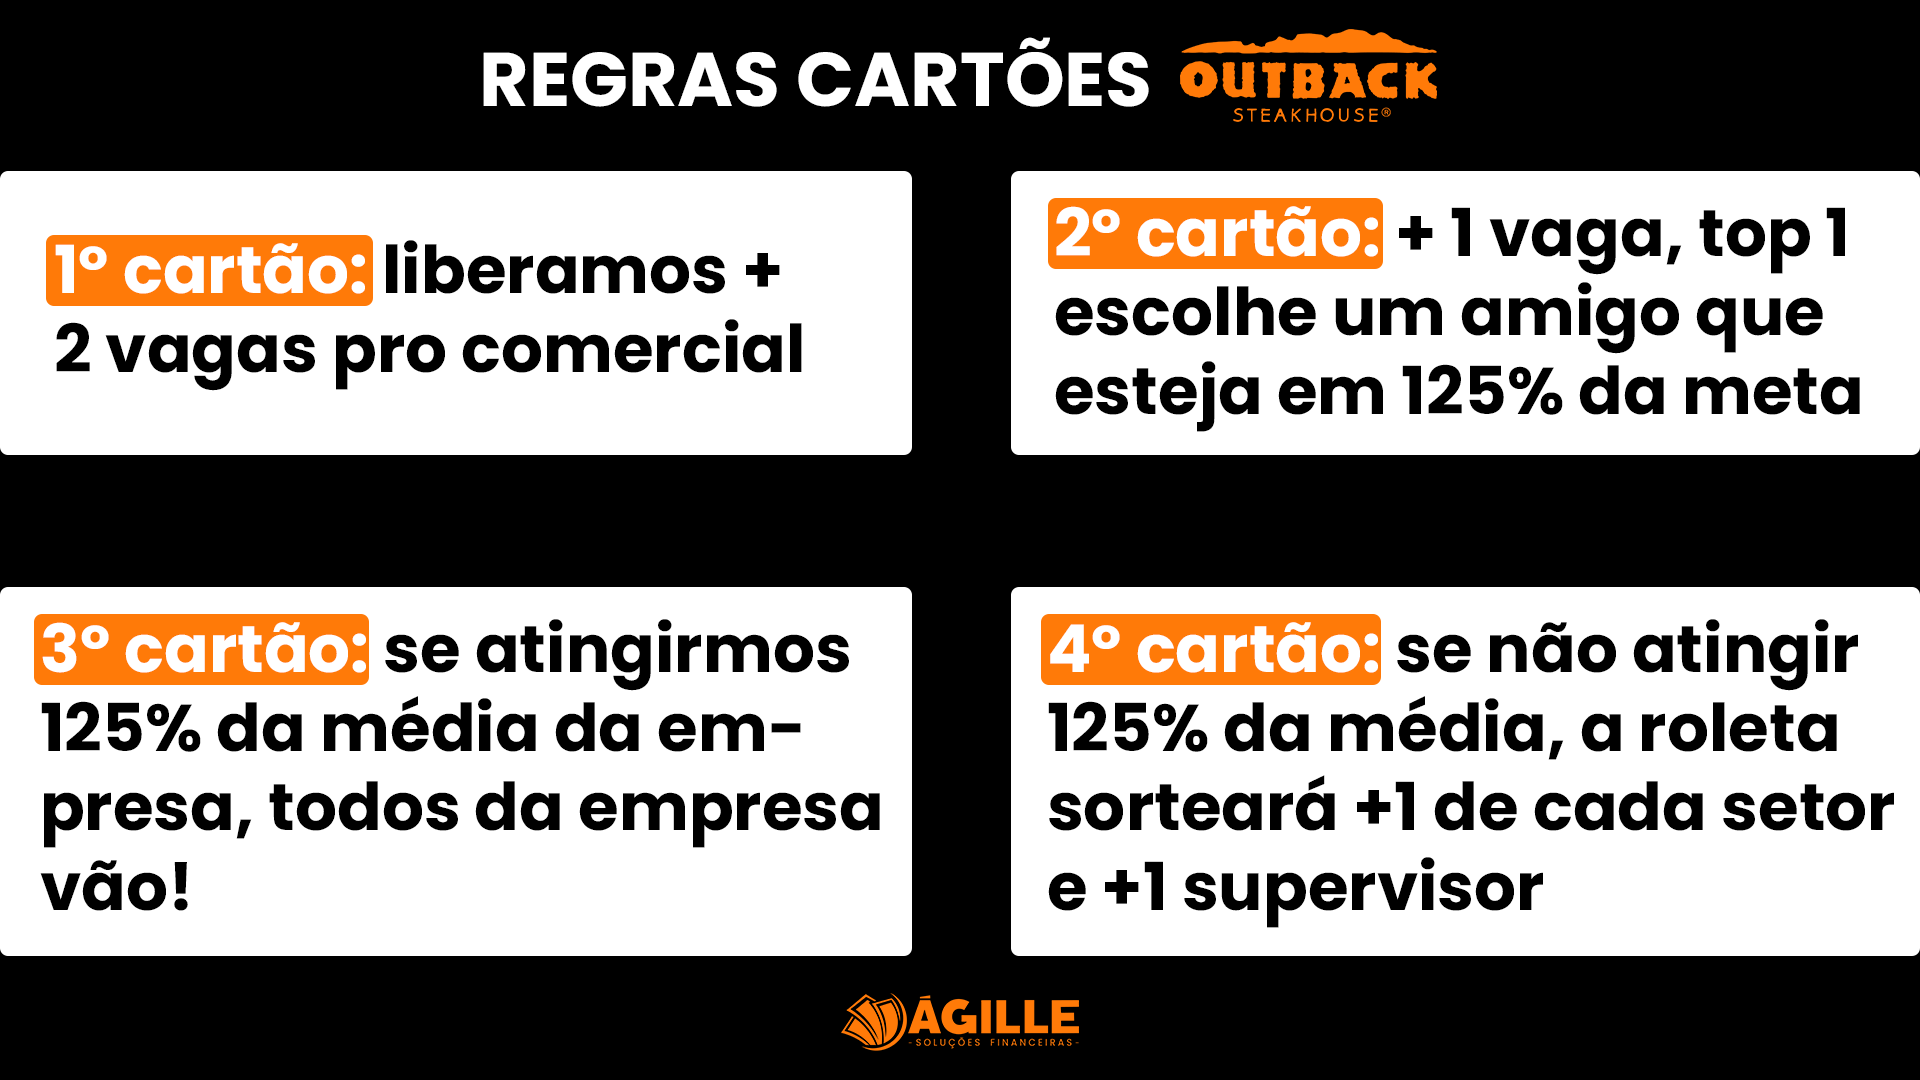 REGRAS CARTÕES OUTBACK
STEAKHOUSE®
1º cartão: liberamos +
2 vagas pro comercial
2º cartão: + 1 vaga, top 1
escolhe um amigo que
esteja em 125% da meta
3º cartão: se atingirmos
125% da média da em-
presa, todos da empresa
vão!
4º cartão: se não atingir
125% da média, a roleta
sorteará +1 de cada setor
e +1 supervisor
ÁGILLE
-SOLUÇÕES FINANCEIRAS-